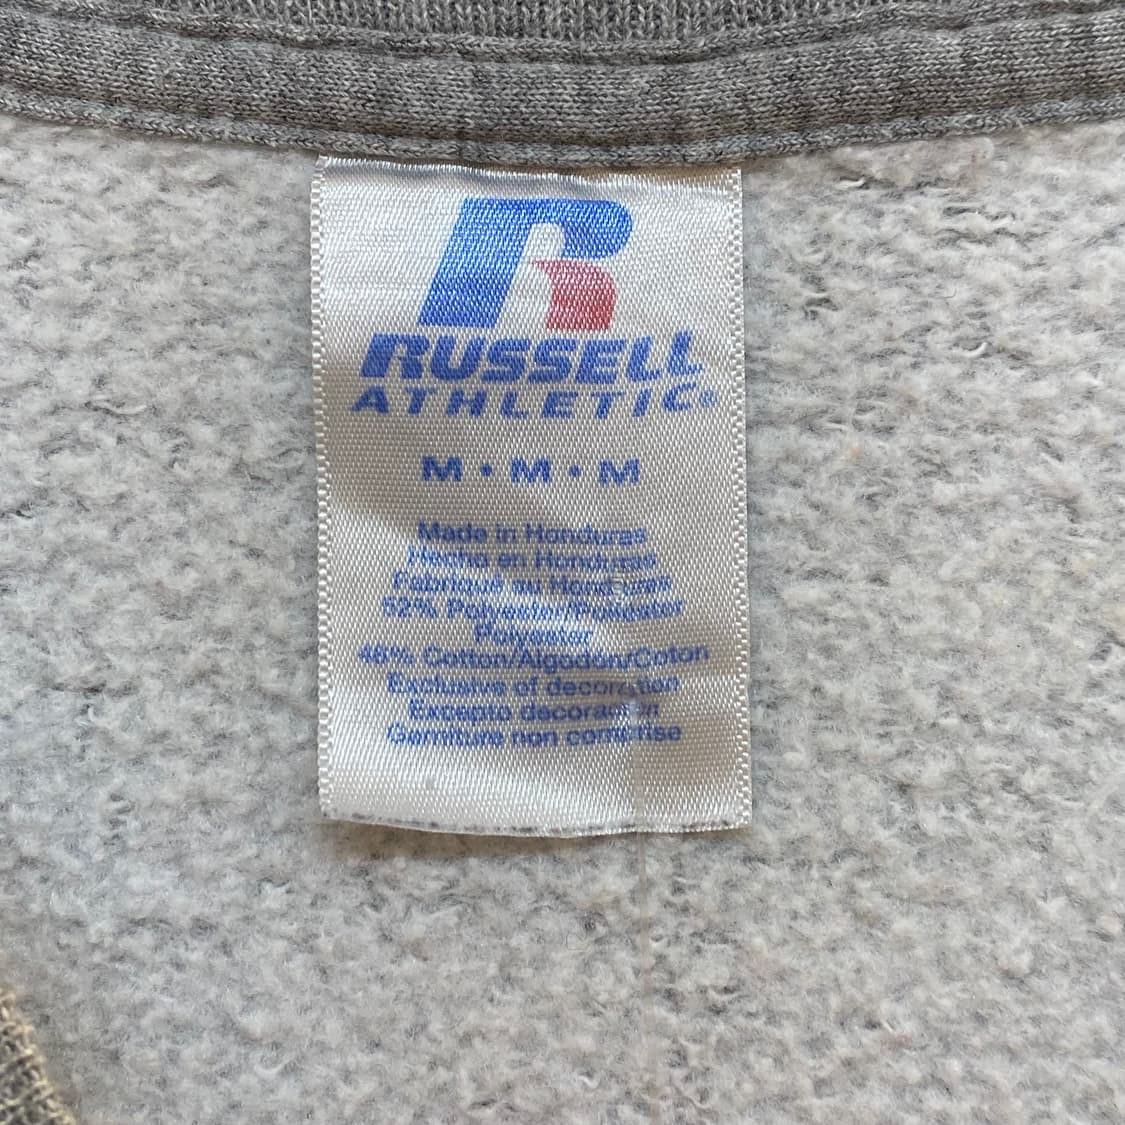 R
RUSSELL
ATHLETIC®
M • M • M
Made in Honduras
Hecho en Honduras
Fabriqué au Honduras
52% Polyester/Poliéster
Polyester
48% Cotton/Algodon/Coton
Exclusive of decoration
Excepto decoración
Garniture non comprise